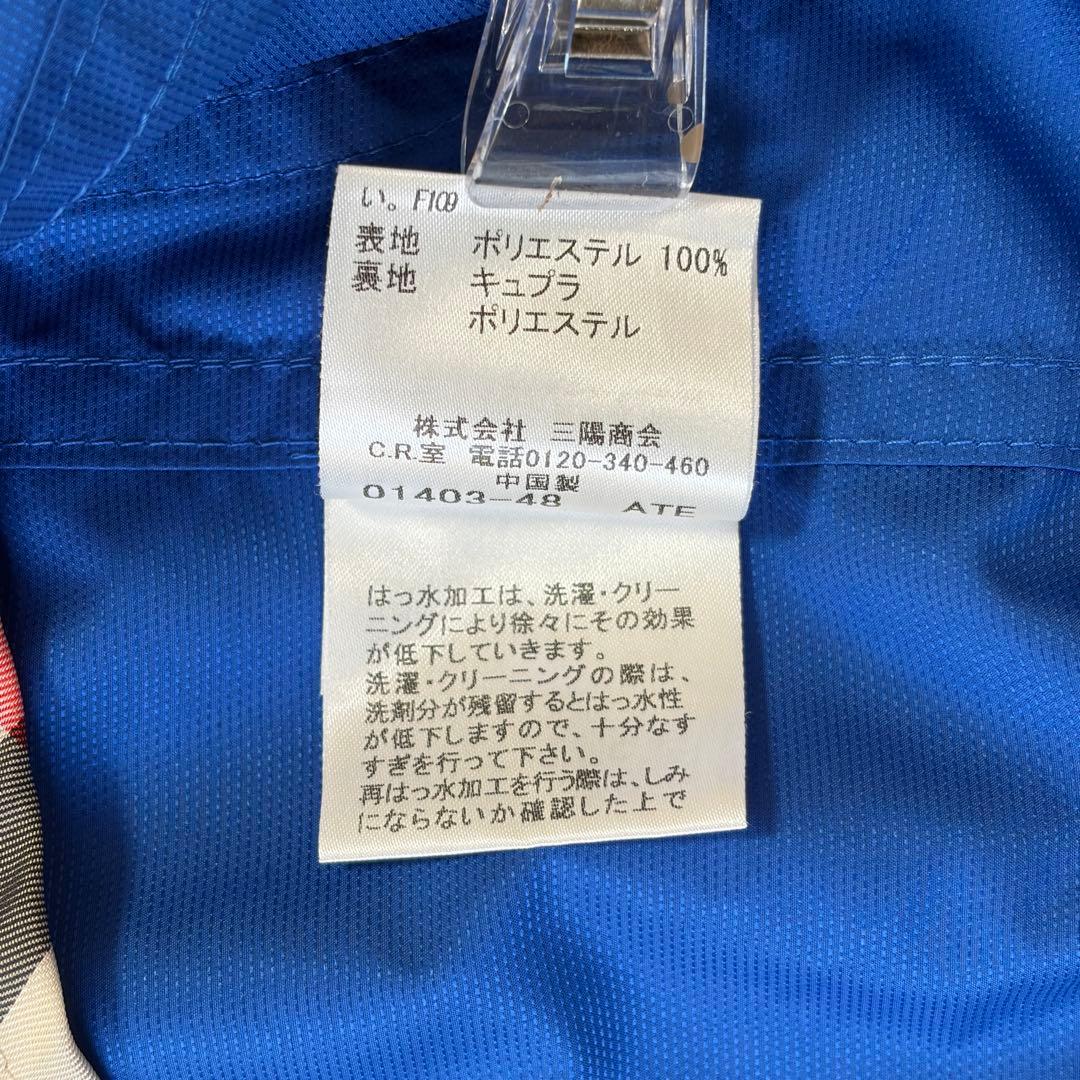 い。F109
表地 ポリエステル 100%
裏地 キュプラ
ポリエステル
株式会社 三陽商会
C.R.室 電話0120-340-460
中国製
01403-48 ATE
はっ水加工は、洗濯・クリー
ニングにより徐々にその効果
が低下していきます。
洗濯・クリーニングの際は、
洗剤分が残留するとはっ水性
が低下しますので、十分なす
すぎを行って下さい。
再はっ水加工を行う際は、しみ
にならないか確認した上で